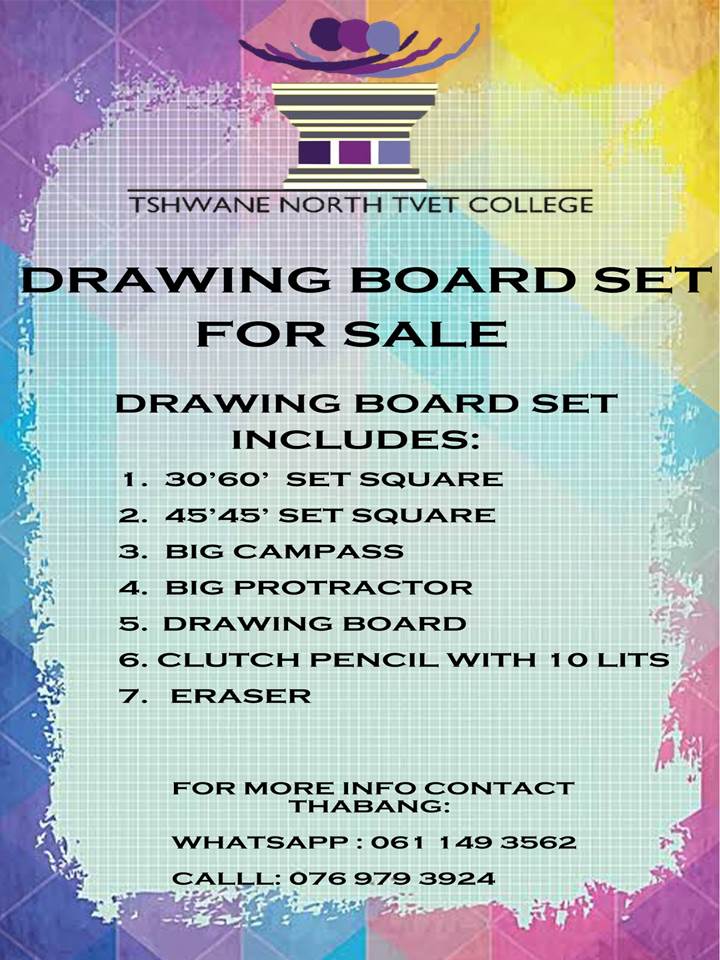 TSHWANE NORTH TVET COLLEGE
DRAWING BOARD SET
FOR SALE
DRAWING BOARD SET
INCLUDES:
1. 30’60’ SET SQUARE
2. 45’45’ SET SQUARE
3. BIG CAMPASS
4. BIG PROTRACTOR
5. DRAWING BOARD
6. CLUTCH PENCIL WITH 10 LITS
7. ERASER
FOR MORE INFO CONTACT
THABANG:
WHATSAPP : 061 149 3562
CALLL: 076 979 3924